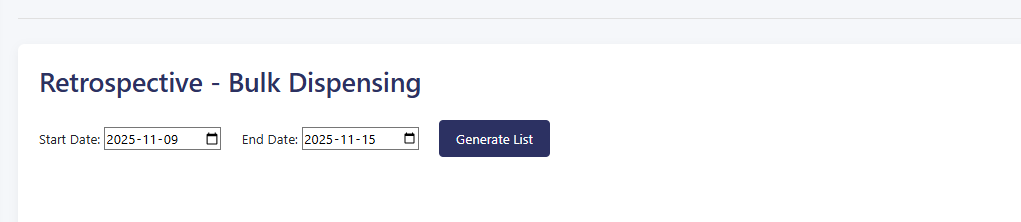 Retrospective - Bulk Dispensing
Start Date: 2025-11-09 End Date: 2025-11-15 Generate List